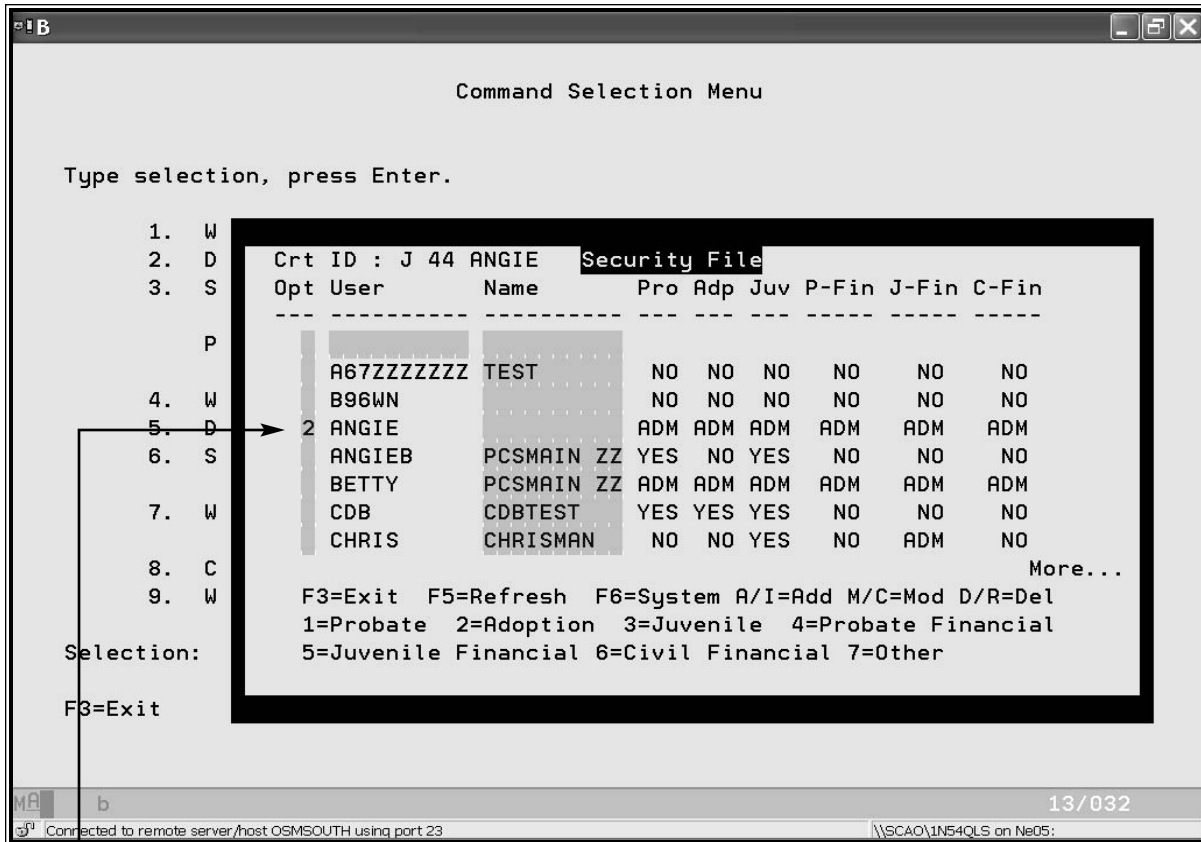 B
Command Selection Menu
Type selection, press Enter.
1. W
2. D
3. S
P
4. W
5. D
6. S
7. W
8. C
9. W
Selection:
F3=Exit
Crt ID : J 44 ANGIE Security File
Opt User Name Pro Adp Juv P-Fin J-Fin C-Fin
--- ---------- ---------- --- --- --- ----- ----- -----
A67ZZZZZZZ TEST NO NO NO NO NO NO
B96WN NO NO NO NO NO NO
2 ANGIE ADM ADM ADM ADM ADM ADM
ANGIEB PCSMAIN ZZ YES NO YES NO NO NO
BETTY PCSMAIN ZZ ADM ADM ADM ADM ADM ADM
CDB CDBTEST YES YES YES NO NO NO
CHRIS CHRISMAN NO NO YES NO ADM NO
More...
F3=Exit F5=Refresh F6=System A/I=Add M/C=Mod D/R=Del
1=Probate 2=Adoption 3=Juvenile 4=Probate Financial
5=Juvenile Financial 6=Civil Financial 7=Other
MA b 13/032
Connected to remote server/host OSMSOUTH using port 23 \\SCAO\1N54QLS on Ne05: